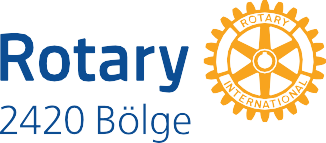 Rotary
2420 Bölge
ROTARY
INTERNATIONAL